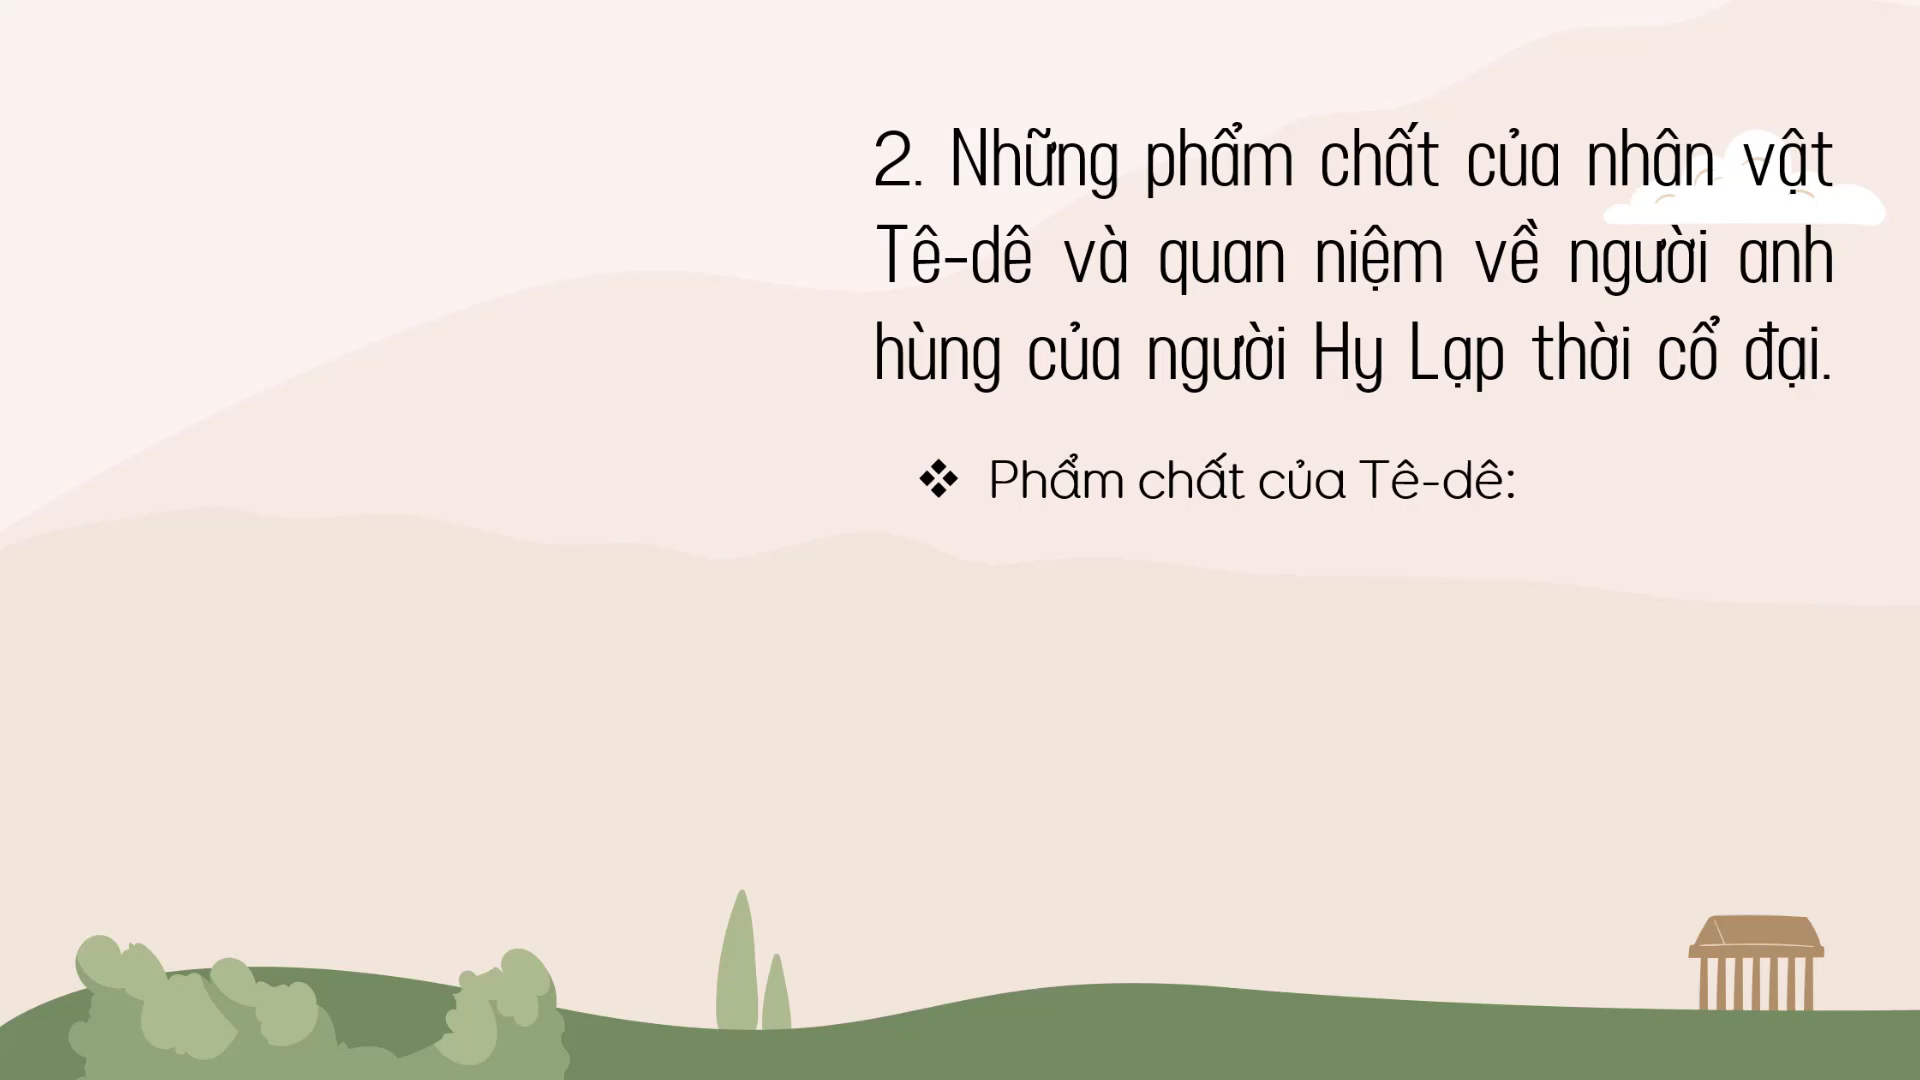 2. Những phẩm chất của nhân vật
Tê-dê và quan niệm về người anh
hùng của người Hy Lạp thời cổ đại.
❖ Phẩm chất của Tê-dê: